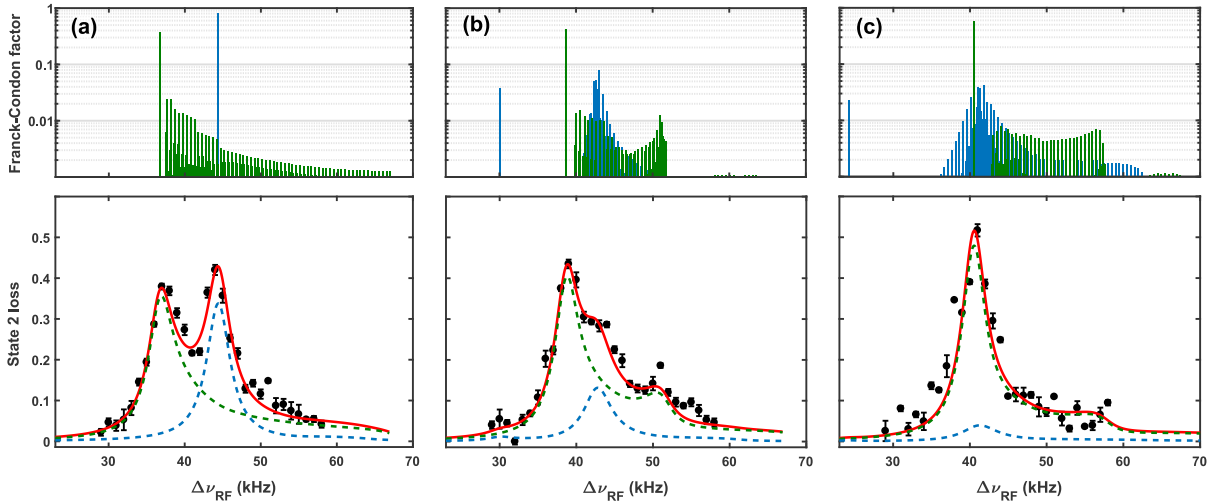 (a)
(b)
(c)
Franck-Condon factor
1
0.1
0.01
State 2 loss
0.5
0.4
0.3
0.2
0.1
0
30 40 50 60 70
30 40 50 60 70
30 40 50 60 70
Δν_RF (kHz)
Δν_RF (kHz)
Δν_RF (kHz)